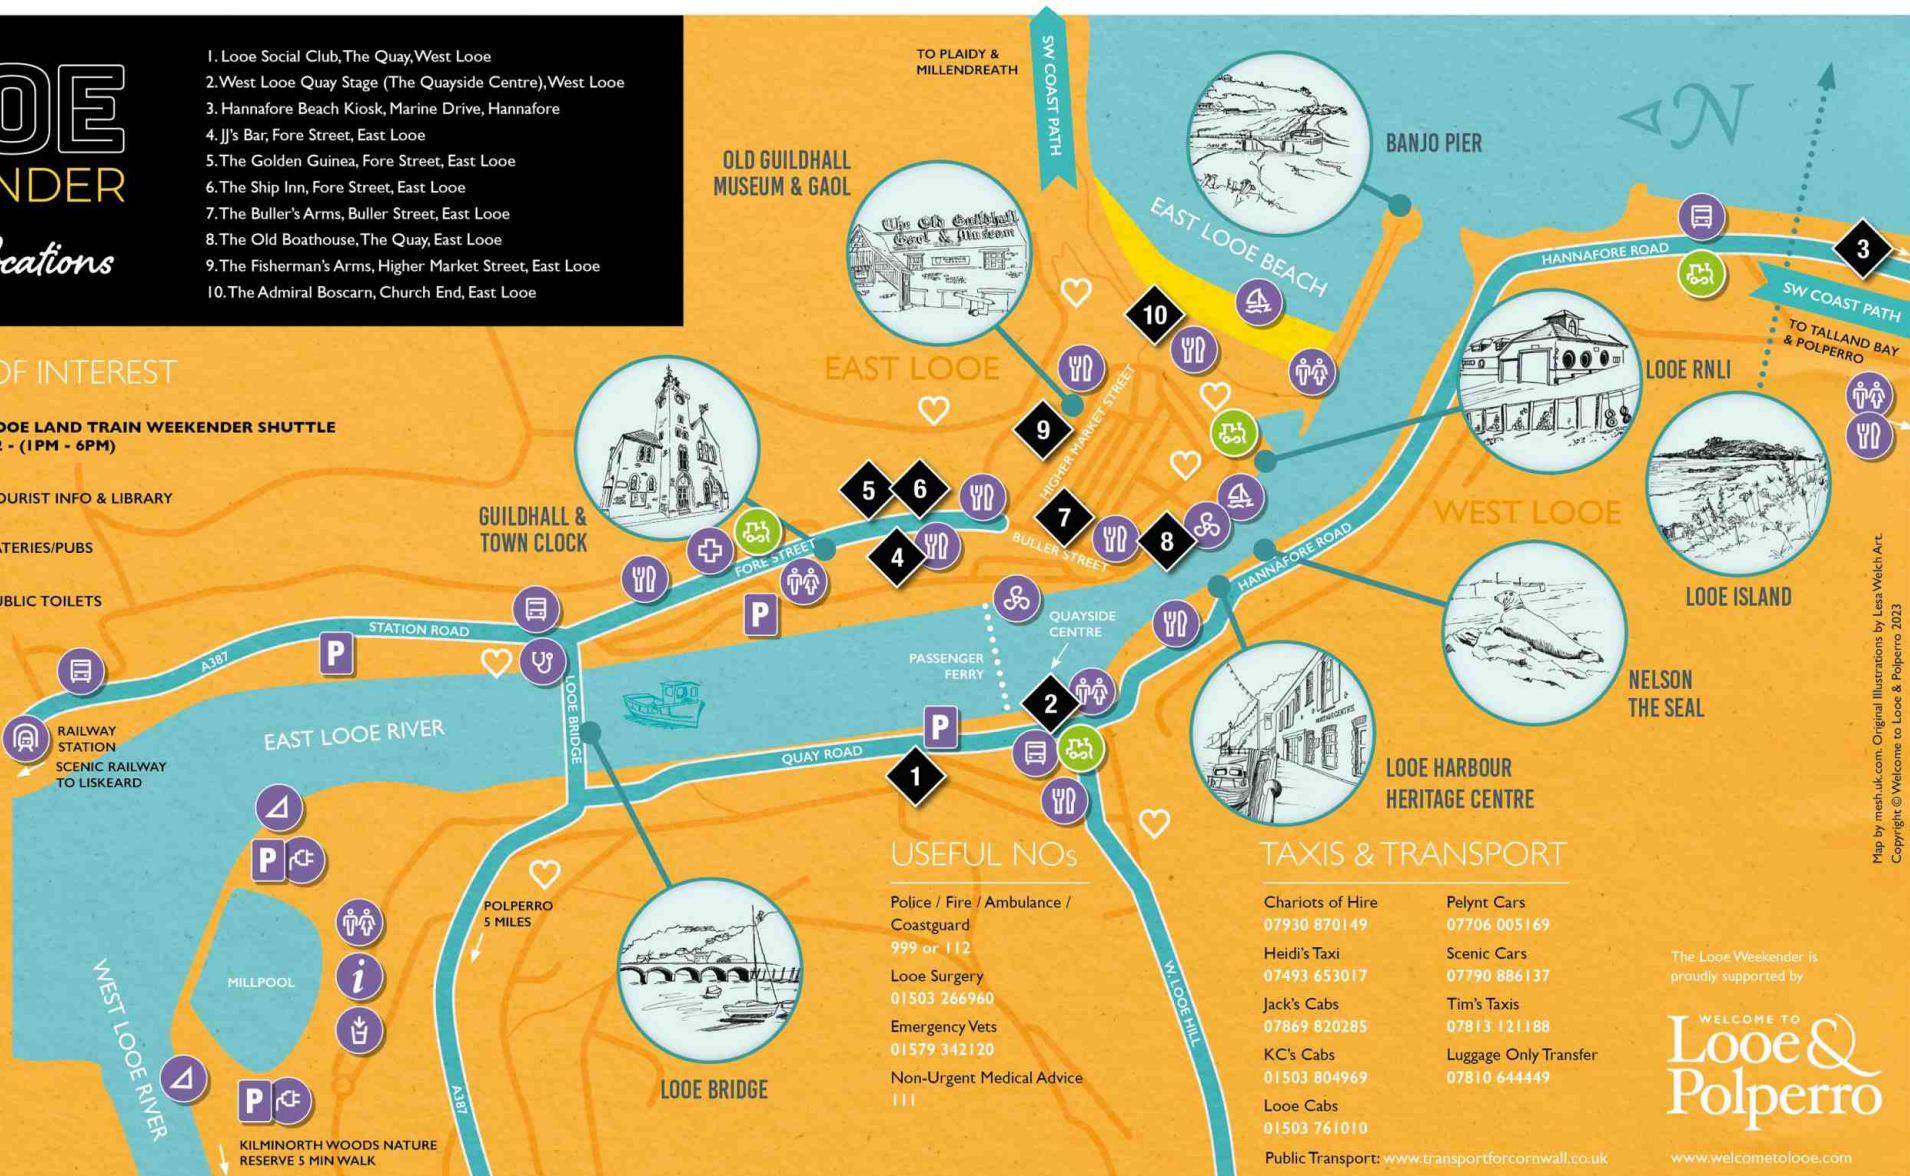 OE
NDER
cations
1. Looe Social Club, The Quay, West Looe
2. West Looe Quay Stage (The Quayside Centre), West Looe
3. Hannafore Beach Kiosk, Marine Drive, Hannafore
4. JJ's Bar, Fore Street, East Looe
5. The Golden Guinea, Fore Street, East Looe
6. The Ship Inn, Fore Street, East Looe
7. The Buller's Arms, Buller Street, East Looe
8. The Old Boathouse, The Quay, East Looe
9. The Fisherman's Arms, Higher Market Street, East Looe
10. The Admiral Boscarn, Church End, East Looe
OF INTEREST
OOE LAND TRAIN WEEKENDER SHUTTLE
2 - (1PM - 6PM)
OURIST INFO & LIBRARY
ATERIES/PUBS
UBLIC TOILETS
TO PLAIDY &
MILLENDREATH
SW COAST PATH
OLD GUILDHALL
MUSEUM & GAOL
The Old Guildhall
Gaol & Museum
BANJO PIER
N
EAST LOOE BEACH
HANNAFORE ROAD
3
SW COAST PATH
TO TALLAND BAY
& POLPERRO
LOOE RNLI
10
EAST LOOE
9
HIGHER MARKET STREET
GUILDHALL &
TOWN CLOCK
5
6
4
7
8
BULLER STREET
FORE STREET
HANNAFORE ROAD
WEST LOOE
LOOE ISLAND
P
STATION ROAD
P
A387
QUAYSIDE
CENTRE
PASSENGER
FERRY
2
NELSON
THE SEAL
RAILWAY
STATION
SCENIC RAILWAY
TO LISKEARD
EAST LOOE RIVER
LOOE BRIDGE
P
QUAY ROAD
1
LOOE HARBOUR
HERITAGE CENTRE
P
POLPERRO
5 MILES
MILLPOOL
i
WEST LOOE RIVER
P
A387
KILMINORTH WOODS NATURE
RESERVE 5 MIN WALK
LOOE BRIDGE
W. LOOE HILL
USEFUL NOs
Police / Fire / Ambulance /
Coastguard
999 or 112
Looe Surgery
01503 266960
Emergency Vets
01579 342120
Non-Urgent Medical Advice
111
TAXIS & TRANSPORT
Chariots of Hire
07930 870149
Heidi's Taxi
07493 653017
Jack's Cabs
07869 820285
KC's Cabs
01503 804969
Looe Cabs
01503 761010
Pelynt Cars
07706 005169
Scenic Cars
07790 886137
Tim's Taxis
07813 121188
Luggage Only Transfer
07810 644449
Public Transport: www.transportforcornwall.co.uk
The Looe Weekender is
proudly supported by
WELCOME TO
Looe &
Polperro
www.welcometolooe.com
Map by mesh.uk.com. Original Illustrations by Lesa Welch Art.
Copyright © Welcome to Looe & Polperro 2023